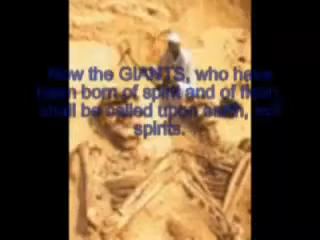 Now the GIANTS, who have
been born of spirit and of flesh,
shall be called upon earth, evil
spirits.